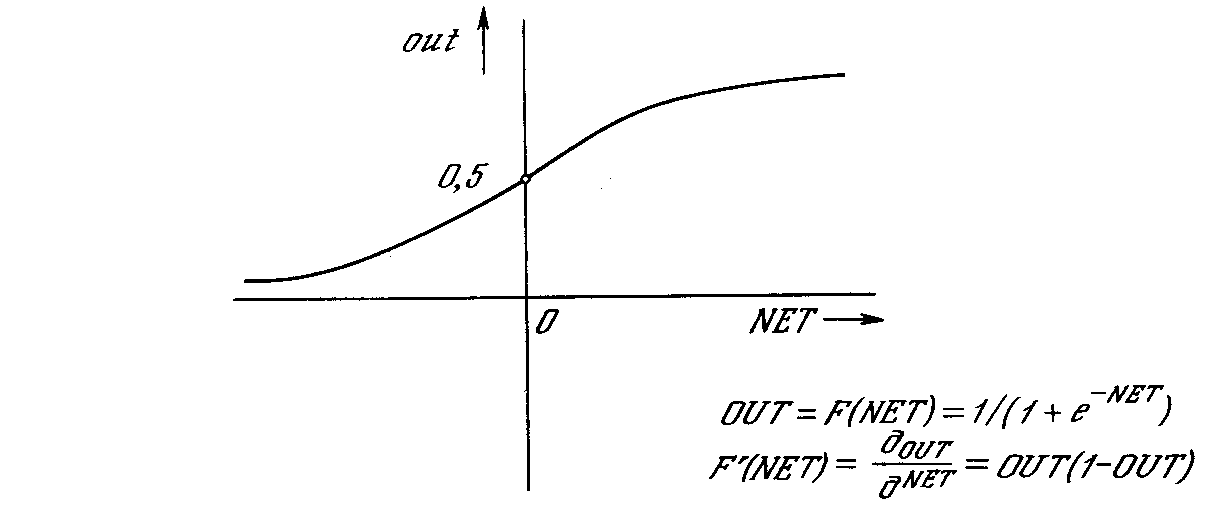 out
0,5
0
NET
OUT = F(NET) = 1/(1 + e^-NET)
F'(NET) = ∂OUT/∂NET = OUT(1-OUT)